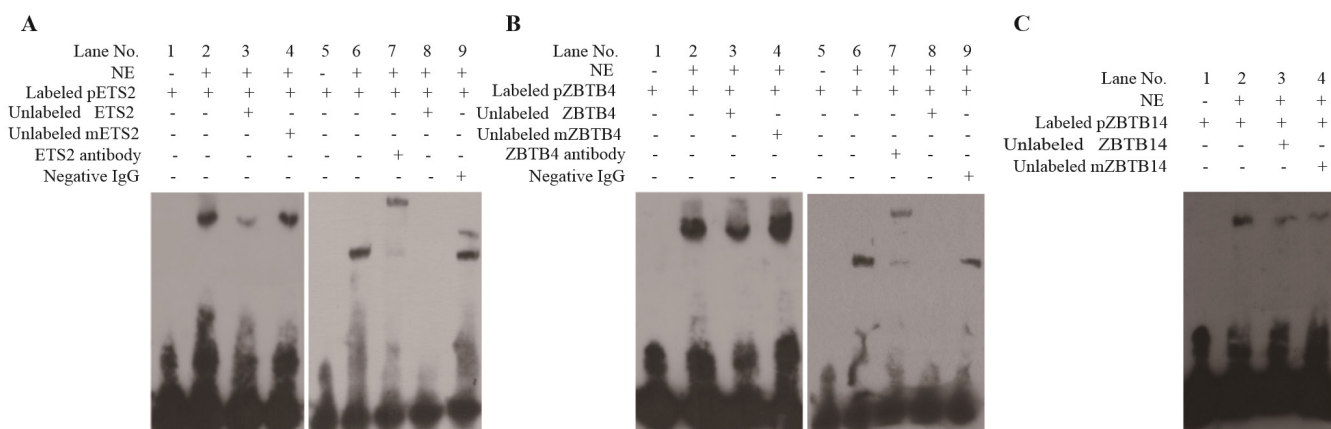 A
Lane No. 1 2 3 4 5 6 7 8 9
NE - + + + - + + + +
Labeled pETS2 + + + + + + + + +
Unlabeled ETS2 - - + - - - - + -
Unlabeled mETS2 - - - + - - - - -
ETS2 antibody - - - - - - + - -
Negative IgG - - - - - - - - +
B
Lane No. 1 2 3 4 5 6 7 8 9
NE - + + + - + + + +
Labeled pZBTB4 + + + + + + + + +
Unlabeled ZBTB4 - - + - - - - + -
Unlabeled mZBTB4 - - - + - - - - -
ZBTB4 antibody - - - - - - + - -
Negative IgG - - - - - - - - +
C
Lane No. 1 2 3 4
NE - + + +
Labeled pZBTB14 + + + +
Unlabeled ZBTB14 - - + -
Unlabeled mZBTB14 - - - +